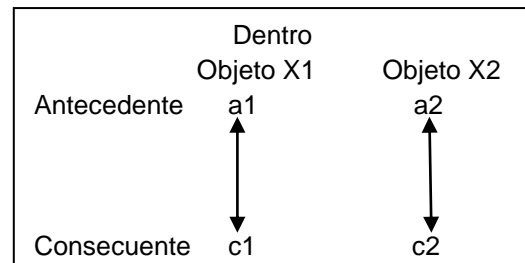 Dentro
Objeto X1 Objeto X2
Antecedente a1 a2
Consecuente c1 c2